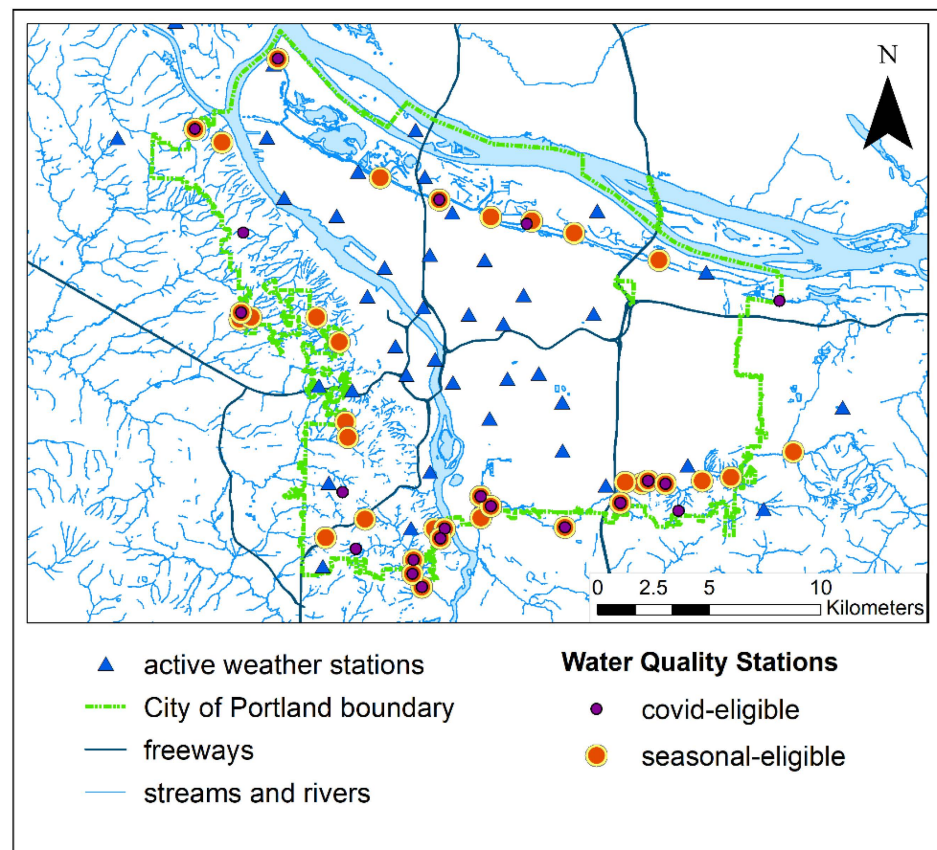 N
0 2.5 5 10
Kilometers
active weather stations
City of Portland boundary
freeways
streams and rivers
Water Quality Stations
covid-eligible
seasonal-eligible